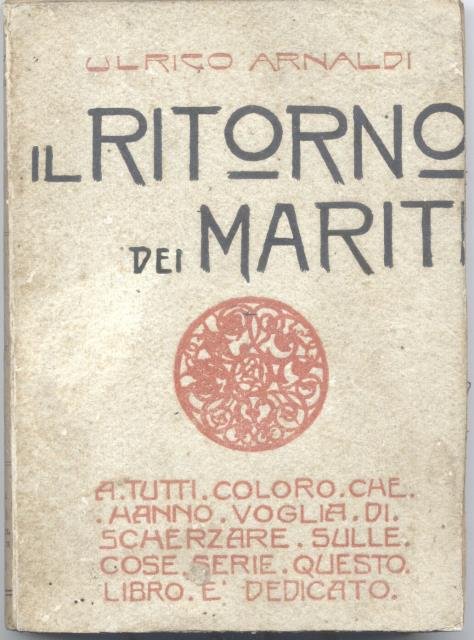 ULRICO ARNALDI
IL RITORNO
DEI MARITI
A.TUTTI.COLORO.CHE.
.HANNO.VOGLIA.DI.
SCHERZARE.SULLE.
COSE.SERIE.QUESTO.
LIBRO.E'DEDICATO.